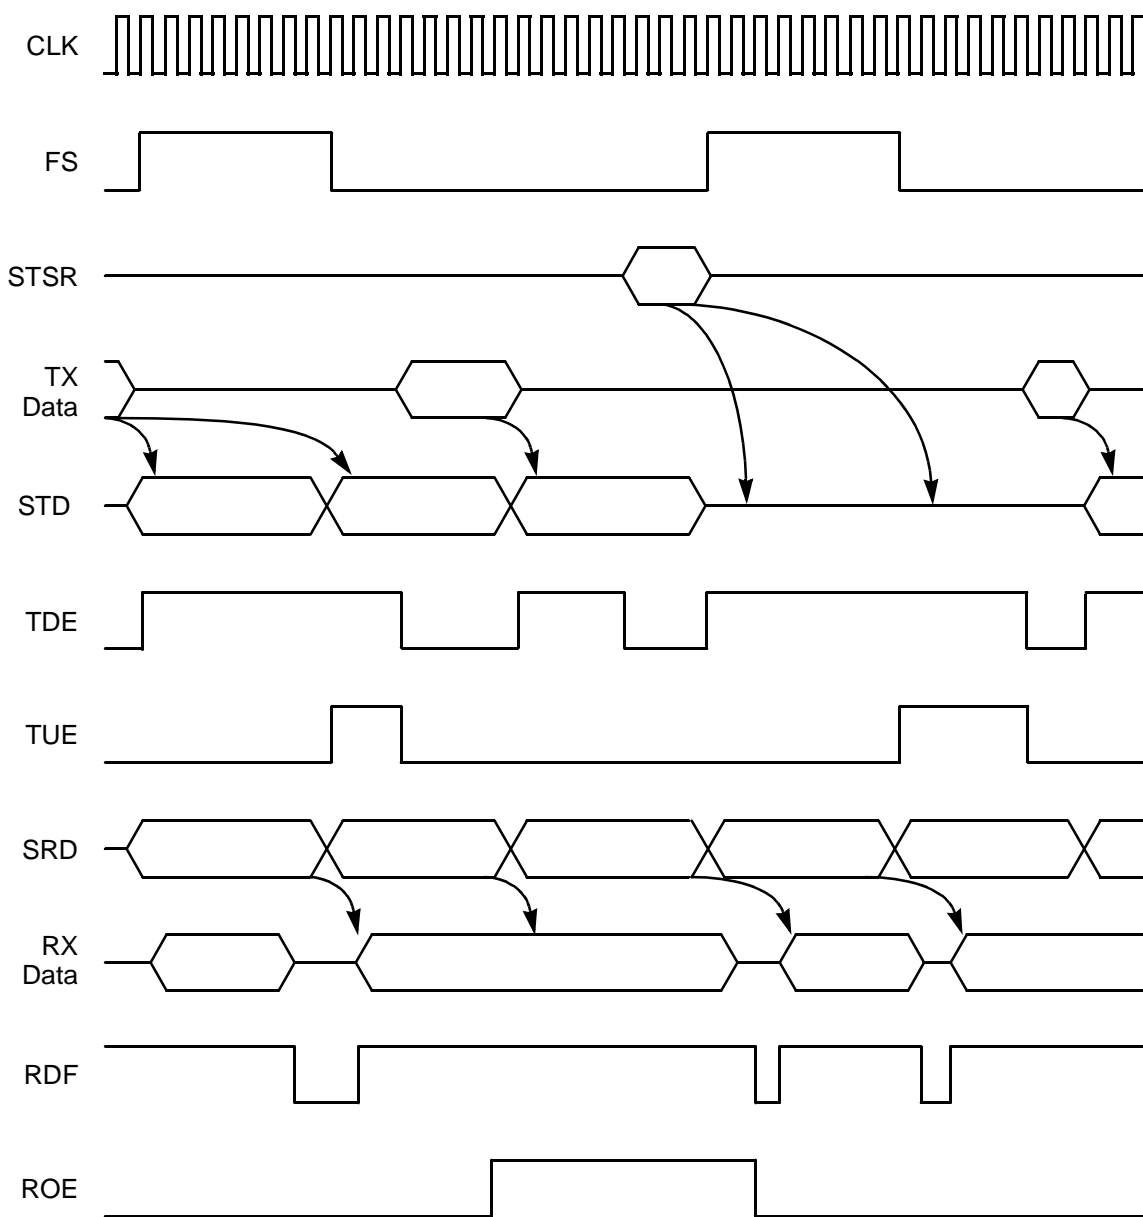 CLK
FS
STSR
TX
Data
STD
TDE
TUE
SRD
RX
Data
RDF
ROE